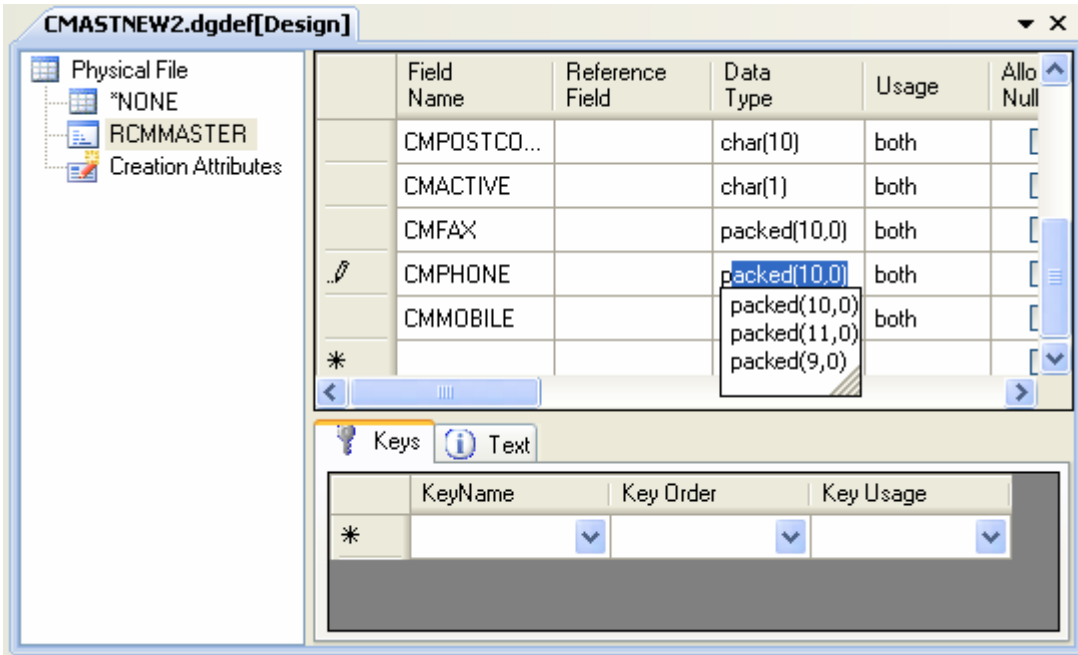 CMASTNEW2.dgdef[Design]
Physical File
*NONE
RCMMASTER
Creation Attributes
Field Name Reference Field Data Type Usage Allo Null
CMPOSTCO... char(10) both
CMACTIVE char(1) both
CMFAX packed(10,0) both
CMPHONE packed(10,0) both
CMMOBILE both
packed(10,0)
packed(11,0)
packed(9,0)
Keys Text
KeyName Key Order Key Usage